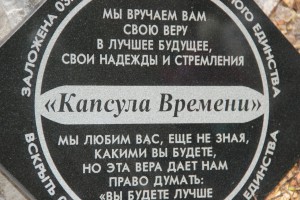 МЫ ВРУЧАЕМ ВАМ
СВОЮ ВЕРУ
В ЛУЧШЕЕ БУДУЩЕЕ,
СВОИ НАДЕЖДЫ И СТРЕМЛЕНИЯ
ЗАЛОЖЕНА
ЕДИНСТВА
«Капсула Времени»
МЫ ЛЮБИМ ВАС, ЕЩЕ НЕ ЗНАЯ,
КАКИМИ ВЫ БУДЕТЕ,
НО ЭТА ВЕРА ДАЕТ НАМ
ПРАВО ДУМАТЬ:
«ВЫ БУДЕТЕ ЛУЧШЕ
ВСКРЫТЬ
ЕДИНСТВА